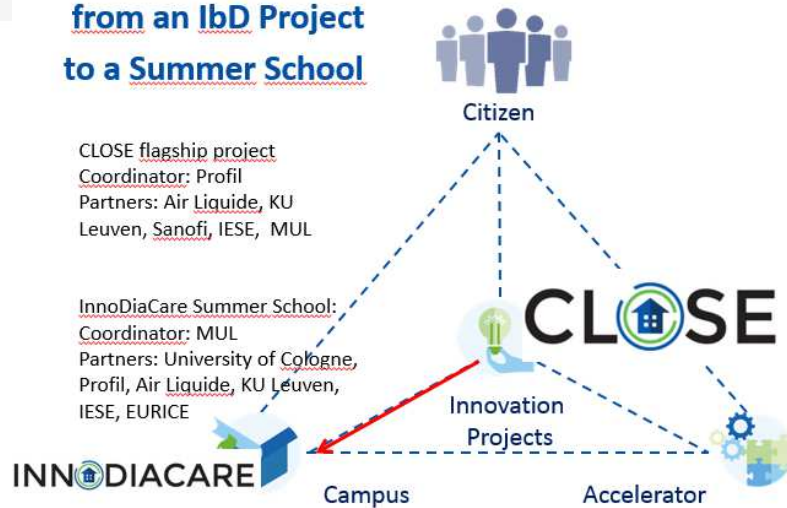 from an IbD Project
to a Summer School
Citizen
CLOSE flagship project
Coordinator: Profil
Partners: Air Liquide, KU
Leuven, Sanofi, IESE, MUL
CLOSE
InnoDiaCare Summer School:
Coordinator: MUL
Partners: University of Cologne,
Profil, Air Liquide, KU Leuven,
IESE, EURICE
Innovation
Projects
INNODIACARE
Campus
Accelerator